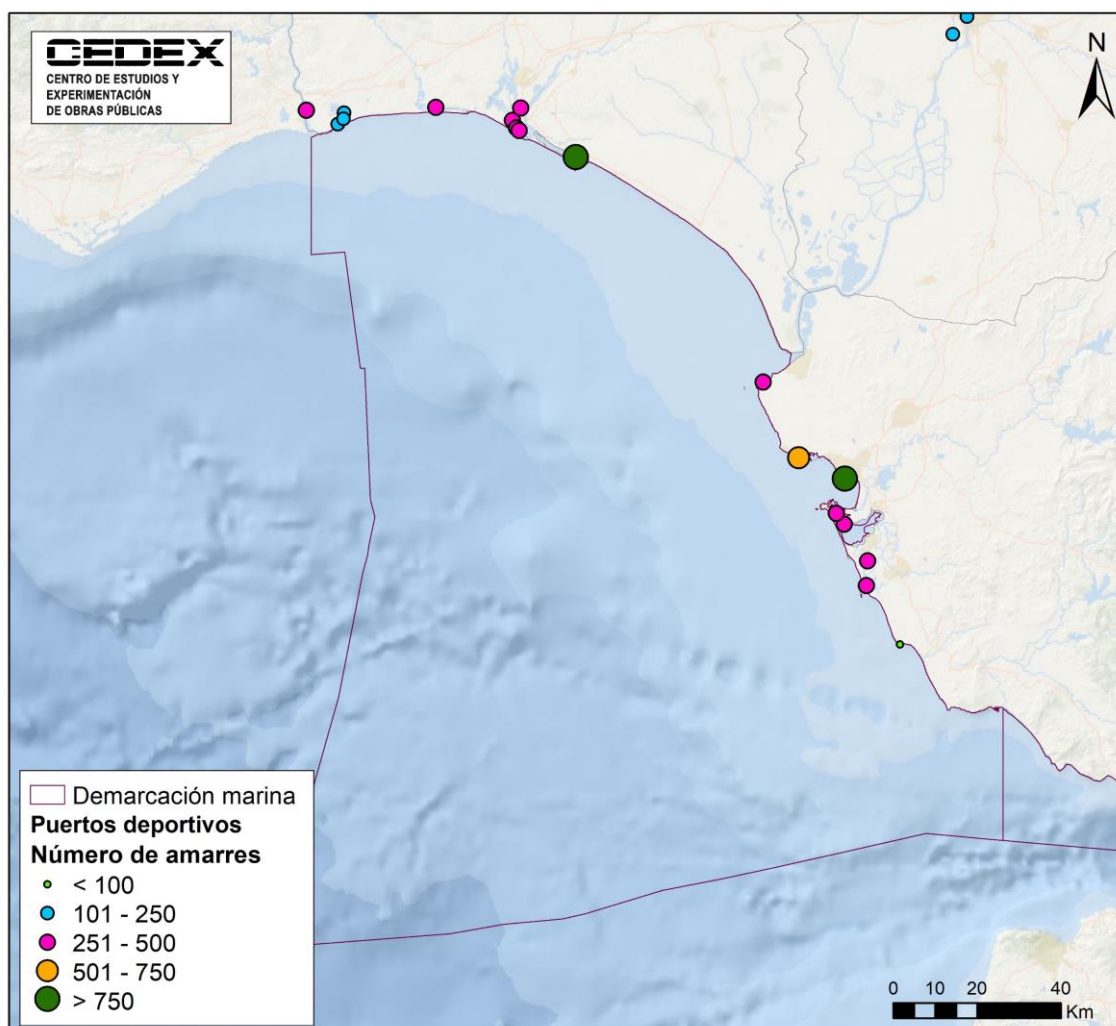 CEDEX
CENTRO DE ESTUDIOS Y
EXPERIMENTACIÓN
DE OBRAS PÚBLICAS
N
Demarcación marina
Puertos deportivos
Número de amarres
< 100
101 - 250
251 - 500
501 - 750
> 750
0 10 20 40
Km